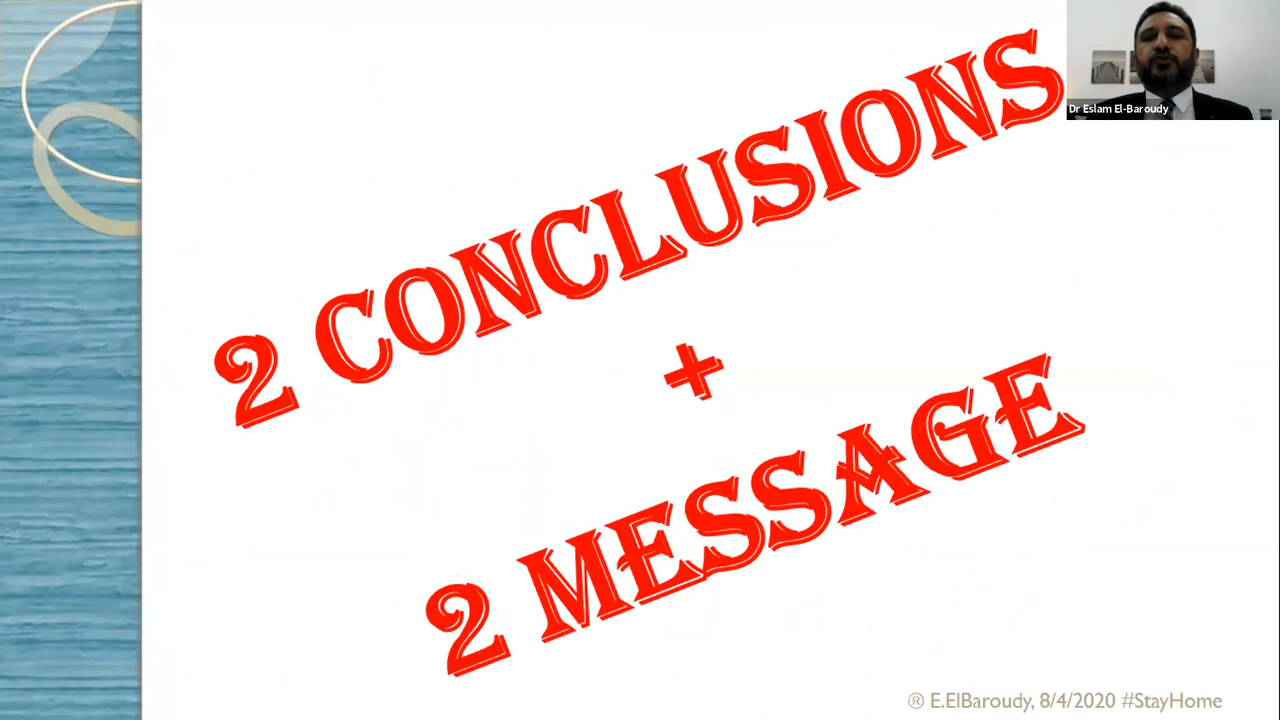 Dr Eslam El-Baroudy
2 CONCLUSIONS
+
2 MESSAGE
® E.ElBaroudy, 8/4/2020 #StayHome